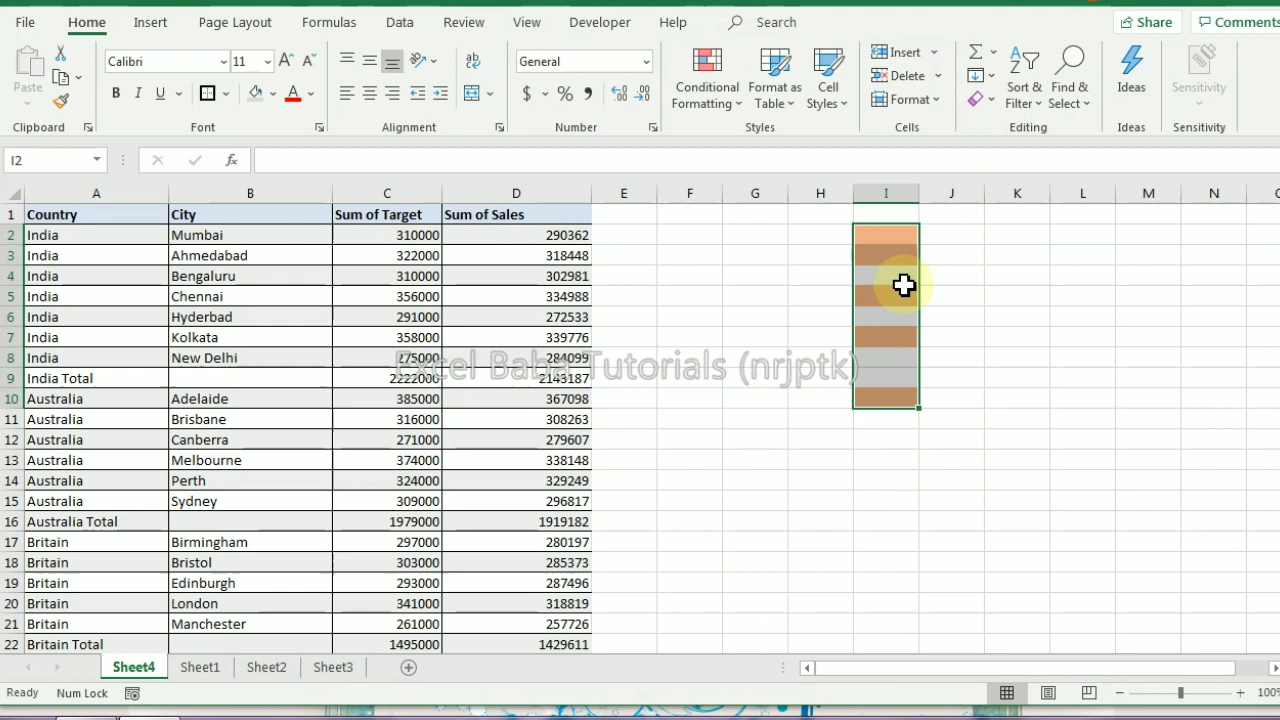 File Home Insert Page Layout Formulas Data Review View Developer Help Search Share Comments
Paste Calibri 11 General Conditional Formatting Format as Table Cell Styles Insert Delete Format Sort & Filter Find & Select Ideas Sensitivity
B I U $ %
Clipboard Font Alignment Number Styles Cells Editing Ideas Sensitivity
I2 fx
A B C D E F G H I J K L M N
1 Country City Sum of Target Sum of Sales
2 India Mumbai 310000 290362
3 India Ahmedabad 322000 318448
4 India Bengaluru 310000 302981
5 India Chennai 356000 334988
6 India Hyderbad 291000 272533
7 India Kolkata 358000 339776
8 India New Delhi 275000 284099
Excel Baba Tutorials (nrjptk)
9 India Total 2222000 2143187
10 Australia Adelaide 385000 367098
11 Australia Brisbane 316000 308263
12 Australia Canberra 271000 279607
13 Australia Melbourne 374000 338148
14 Australia Perth 324000 329249
15 Australia Sydney 309000 296817
16 Australia Total 1979000 1919182
17 Britain Birmingham 297000 280197
18 Britain Bristol 303000 285373
19 Britain Edinburgh 293000 287496
20 Britain London 341000 318819
21 Britain Manchester 261000 257726
22 Britain Total 1495000 1429611
Sheet4 Sheet1 Sheet2 Sheet3
Ready Num Lock 100%